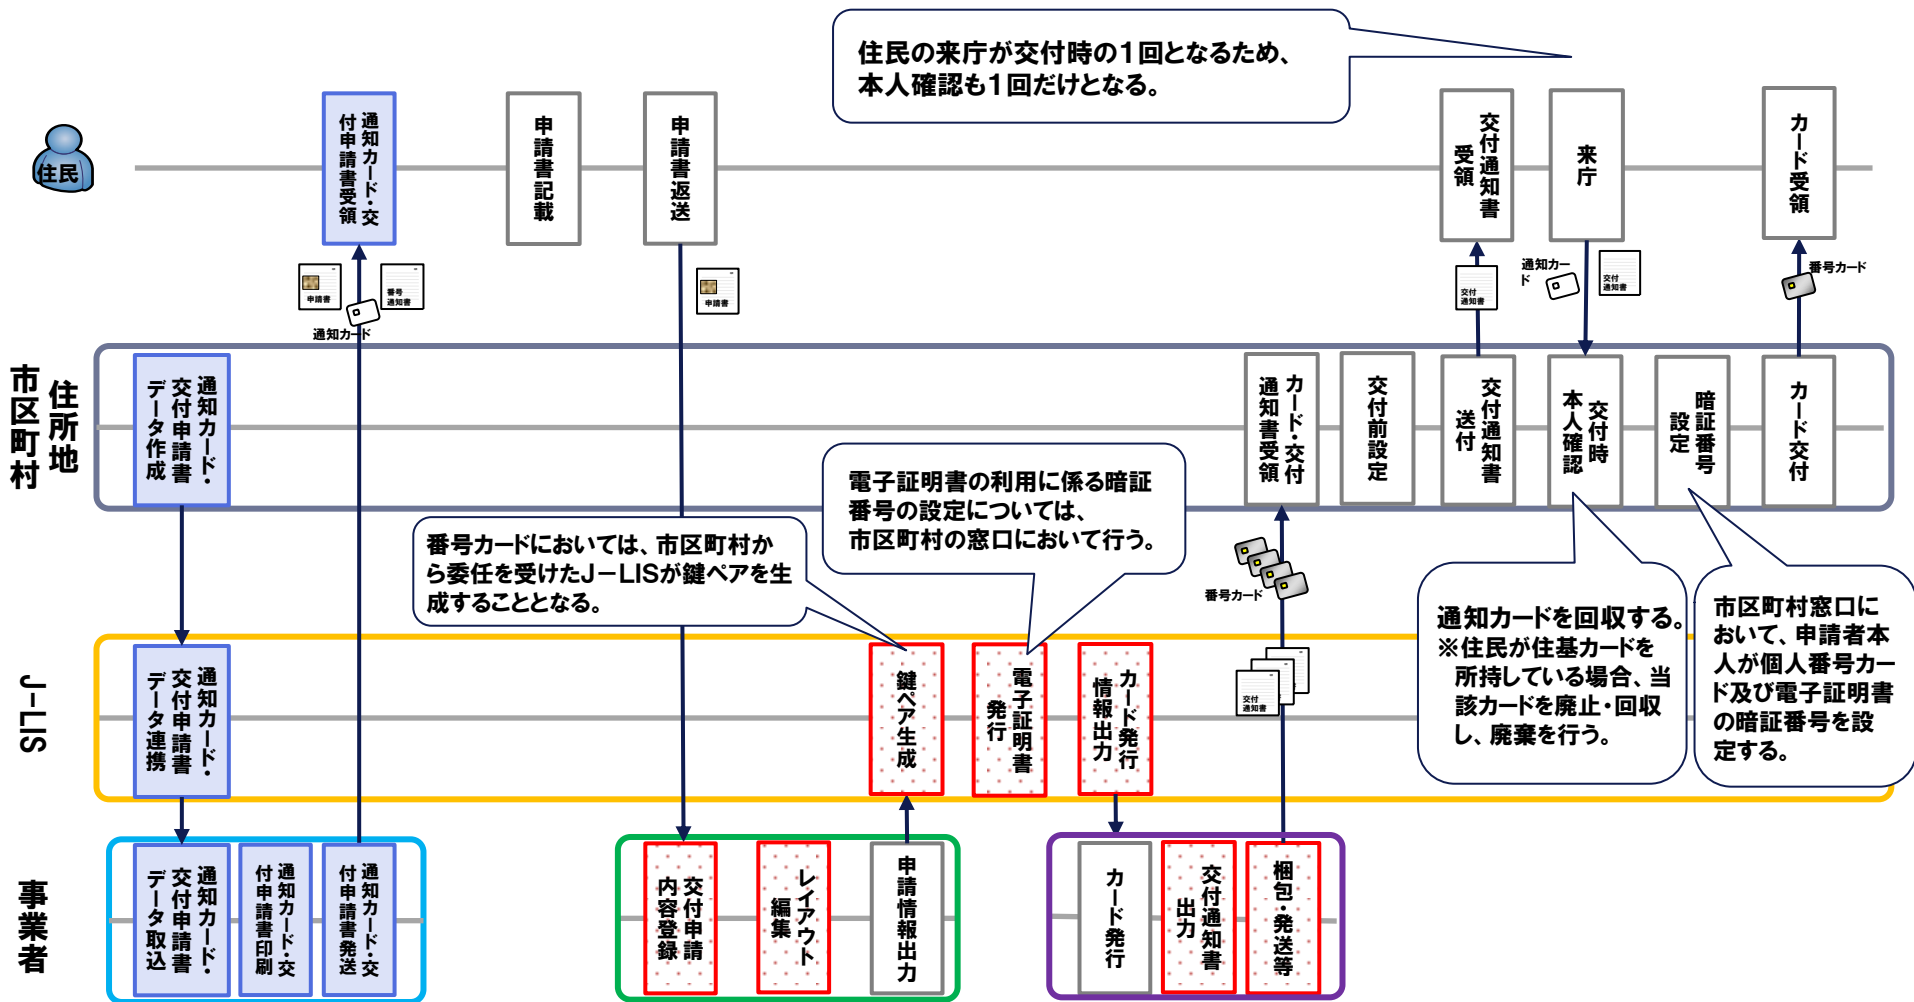 住民の来庁が交付時の1回となるため、
本人確認も1回だけとなる。
住民
通知カード・交
付申請書受領
申請書記載
申請書返送
交付通知書
受領
来庁
カード受領
申請書
番号
通知書
通知カード
申請書
交付
通知書
通知カー
ド
交付
通知書
番号カード
住所地
市区町村
通知カード・
交付申請書
データ作成
カード・交付
通知書受領
交付前設定
交付通知書
送付
交付時
本人確認
暗証番号
設定
カード交付
電子証明書の利用に係る暗証
番号の設定については、
市区町村の窓口において行う。
番号カードにおいては、市区町村か
ら委任を受けたJ-LISが鍵ペアを生
成することとなる。
番号カード
交付
通知書
通知カードを回収する。
※住民が住基カードを
所持している場合、当
該カードを廃止・回収
し、廃棄を行う。
市区町村窓口に
おいて、申請者本
人が個人番号カー
ド及び電子証明書
の暗証番号を設
定する。
J-LIS
通知カード・
交付申請書
データ連携
鍵ペア生成
電子証明書
発行
カード発行
情報出力
事業者
通知カード・
交付申請書
データ取込
通知カード・交
付申請書印刷
通知カード・交
付申請書発送
交付申請
内容登録
レイアウト
編集
申請情報出力
カード発行
交付通知書
出力
梱包・発送等